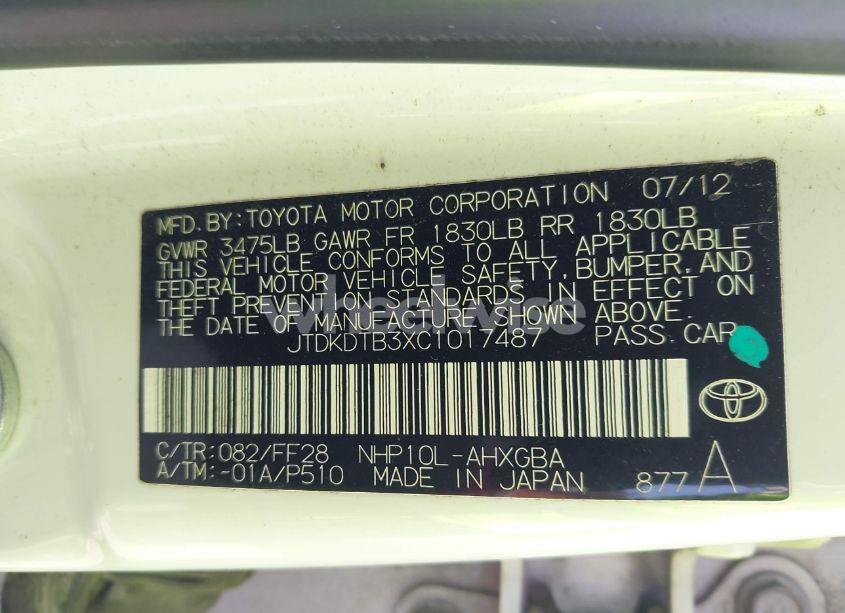 MFD. BY: TOYOTA MOTOR CORPORATION 07/12
GVWR 3475LB GAWR FR 1830LB RR 1830LB
THIS VEHICLE CONFORMS TO ALL APPLICABLE
FEDERAL MOTOR VEHICLE SAFETY, BUMPER, AND
THEFT PREVENTION STANDARDS IN EFFECT ON
THE DATE OF MANUFACTURE SHOWN ABOVE.
JTDKDTB3XC1017487 PASS. CAR
wheelwise
C/TR: 082/FF28 NHP10L-AHXGBA
A/TM: -01A/P510 MADE IN JAPAN 877 A